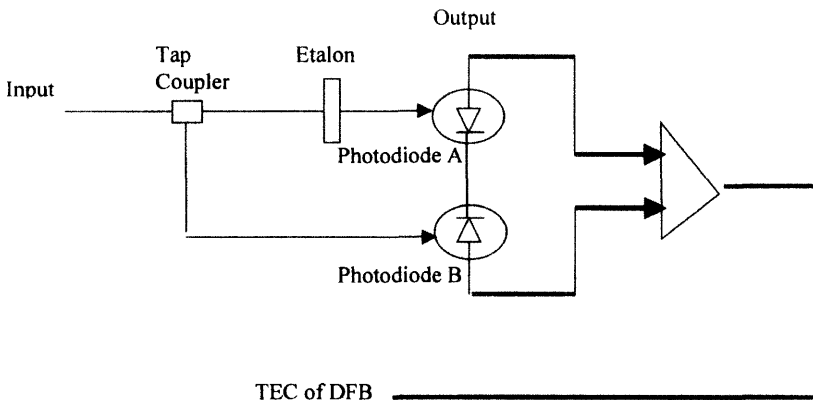 Output
Tap
Coupler
Etalon
Input
Photodiode A
Photodiode B
TEC of DFB